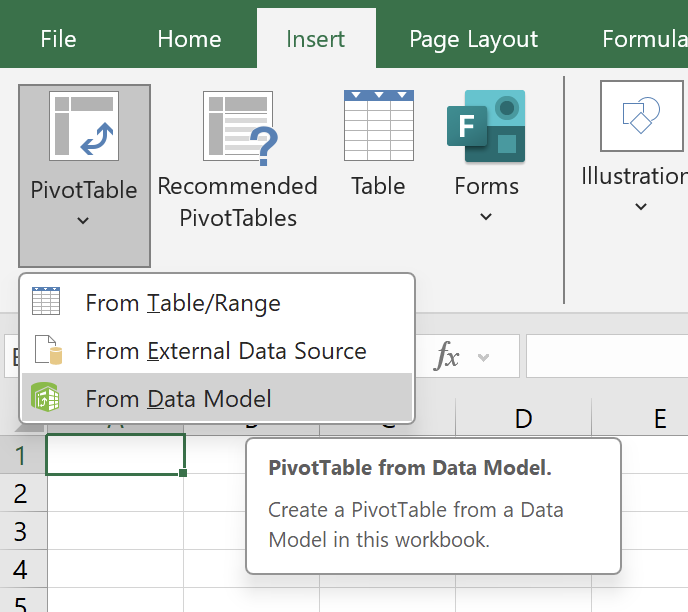 File Home Insert Page Layout Formula
PivotTable
Recommended
PivotTables
Table
Forms
F
Illustration
From Table/Range
From External Data Source
From Data Model
fx
D E
1
2
3
4
5
PivotTable from Data Model.
Create a PivotTable from a Data
Model in this workbook.